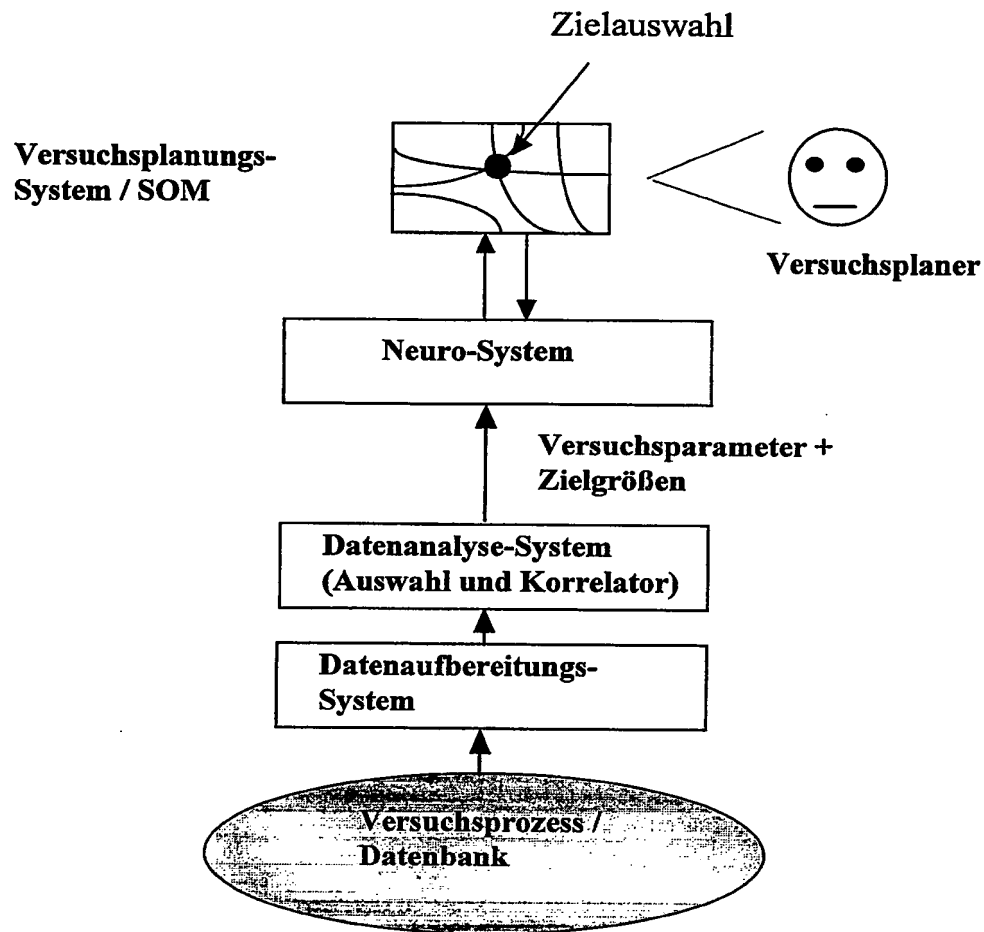 Zielauswahl
Versuchsplanungs-
System / SOM
Versuchsplaner
Neuro-System
Versuchsparameter +
Zielgrößen
Datenanalyse-System
(Auswahl und Korrelator)
Datenaufbereitungs-
System
Versuchsprozess /
Datenbank